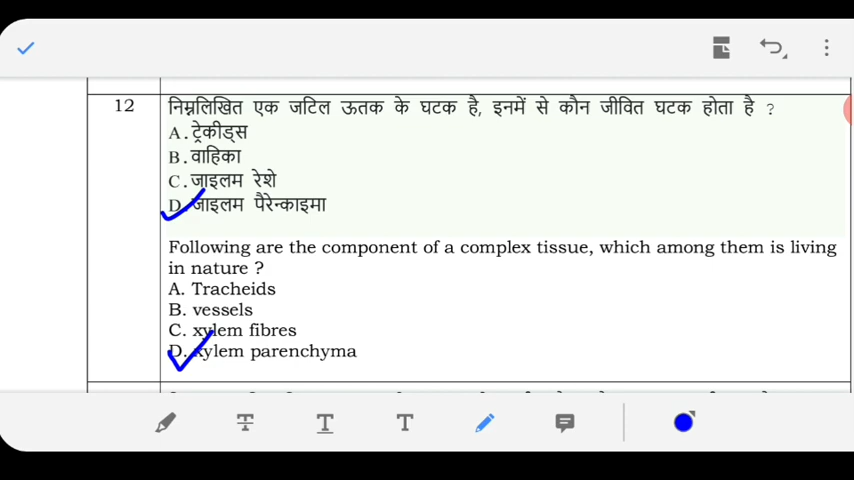 12
निम्नलिखित एक जटिल ऊतक के घटक है, इनमें से कौन जीवित घटक होता है ?
A. ट्रेकीड्स
B. वाहिका
C. जाइलम रेशे
D. जाइलम पैरेन्काइमा
Following are the component of a complex tissue, which among them is living
in nature ?
A. Tracheids
B. vessels
C. xylem fibres
D. xylem parenchyma